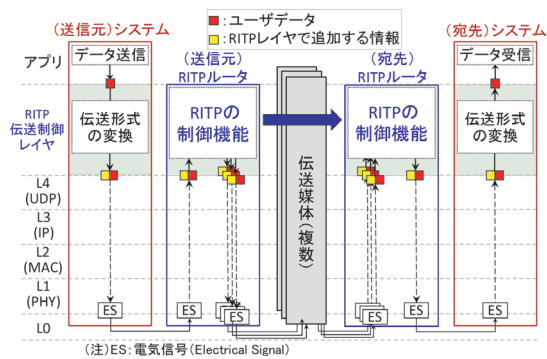 (送信元)システム
:ユーザデータ
:RITPレイヤで追加する情報
(宛先)システム
アプリ
データ送信
(送信元)
RITPルータ
(宛先)
RITPルータ
データ受信
RITP
伝送制御
レイヤ
伝送形式
の変換
RITPの
制御機能
伝送媒体(複数)
RITPの
制御機能
伝送形式
の変換
L4
(UDP)
L3
(IP)
L2
(MAC)
L1
(PHY)
L0
ES
ES
ES
ES
ES
ES
(注)ES:電気信号(Electrical Signal)